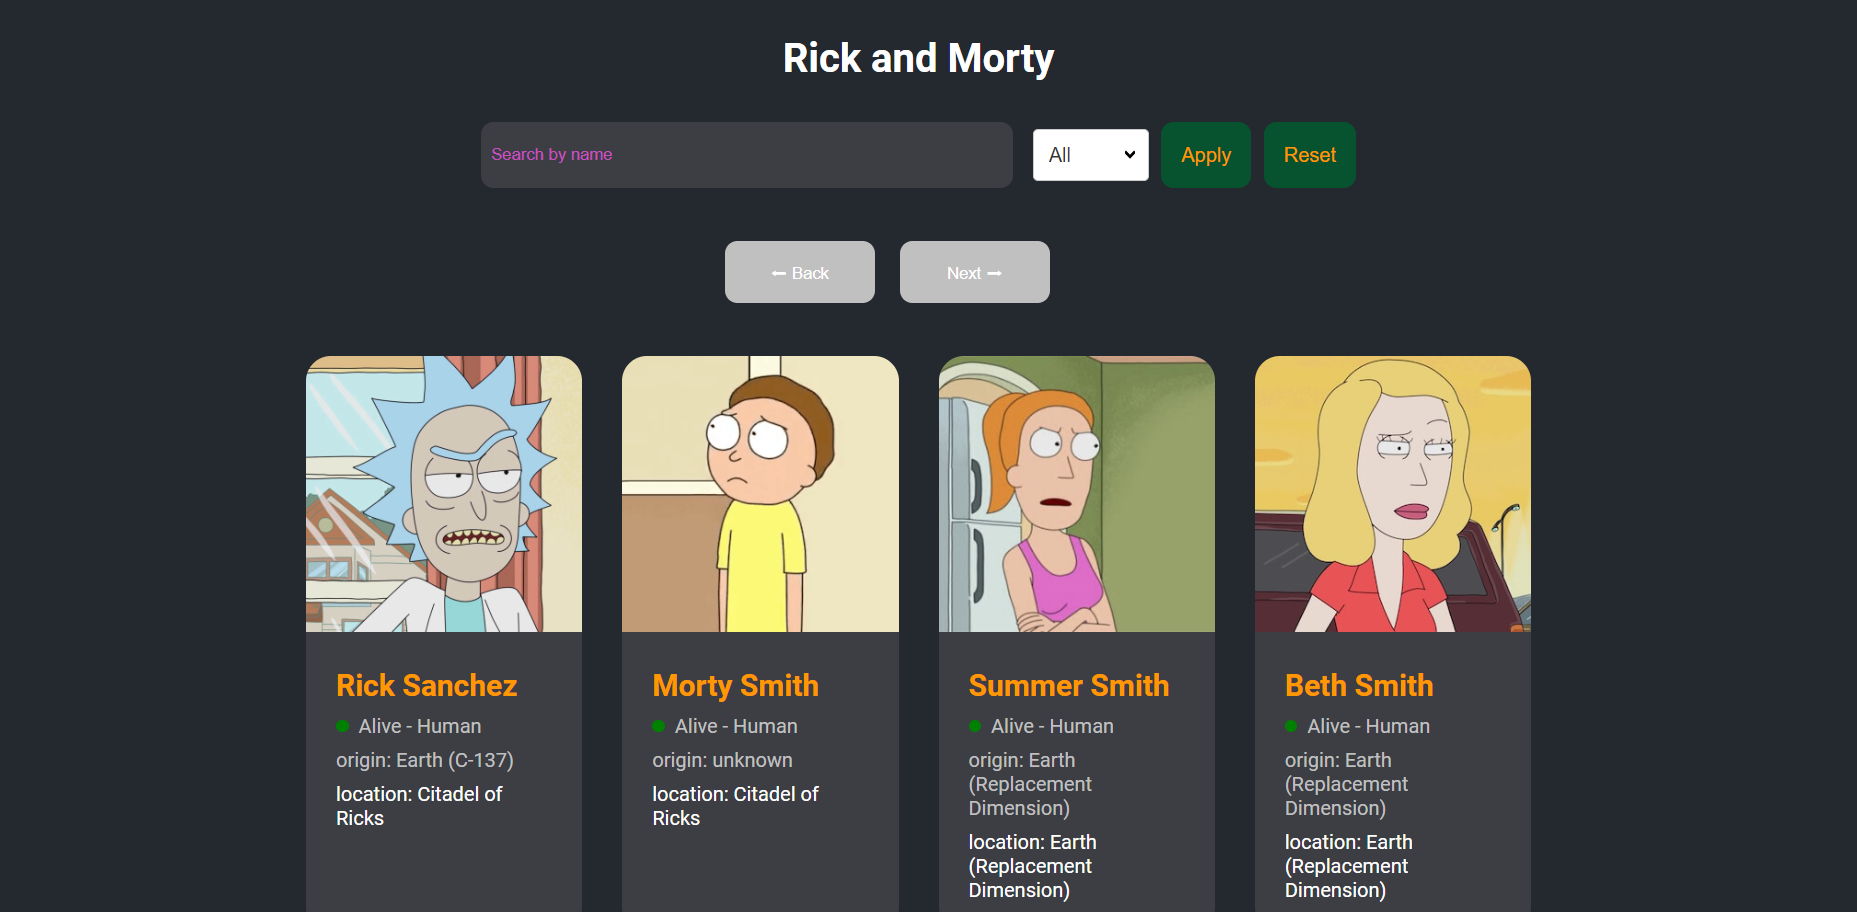 Rick and Morty
Search by name
All
Apply
Reset
← Back
Next →
Rick Sanchez
Alive - Human
origin: Earth (C-137)
location: Citadel of
Ricks
Morty Smith
Alive - Human
origin: unknown
location: Citadel of
Ricks
Summer Smith
Alive - Human
origin: Earth
(Replacement
Dimension)
location: Earth
(Replacement
Dimension)
Beth Smith
Alive - Human
origin: Earth
(Replacement
Dimension)
location: Earth
(Replacement
Dimension)